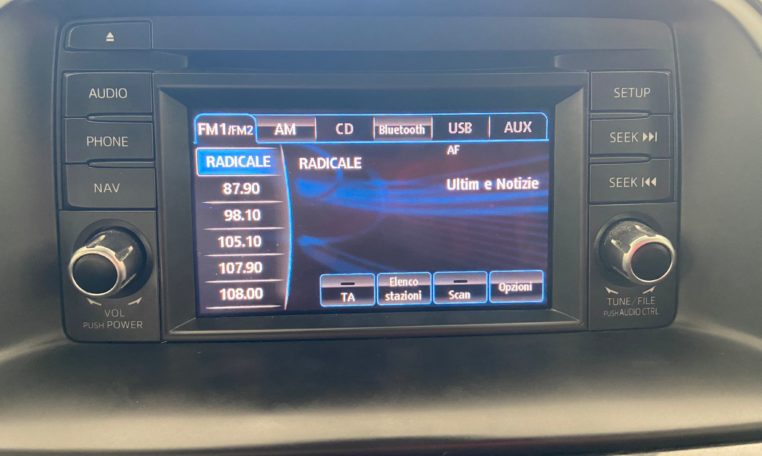 AUDIO
PHONE
NAV
VOL
PUSH POWER
FM1/FM2 AM CD Bluetooth USB AUX
AF
RADICALE
87.90
98.10
105.10
107.90
108.00
RADICALE
Ultim e Notizie
TA
Elenco
stazioni
Scan
Opzioni
SETUP
SEEK
SEEK
TUNE/FILE
PUSH AUDIO CTRL